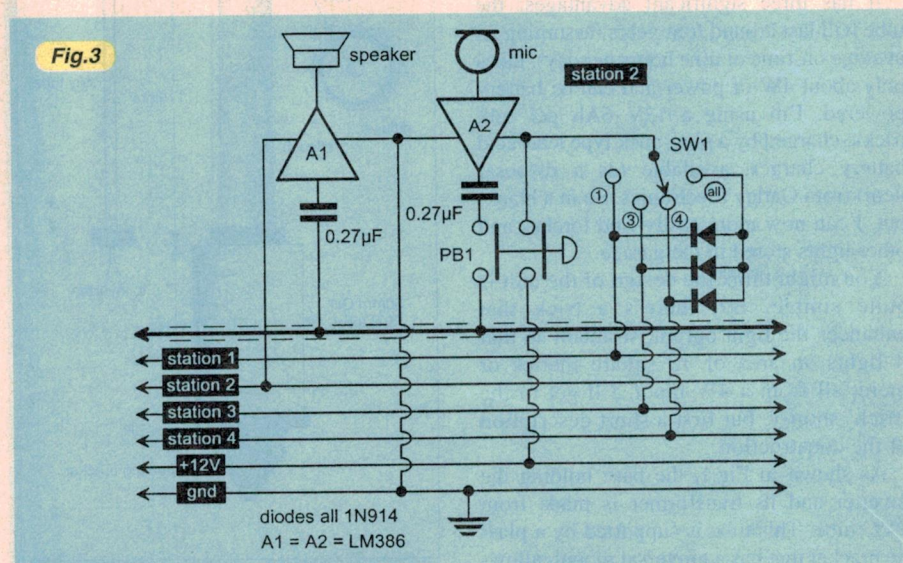 Fig.3
speaker
mic
station 2
A1
A2
SW1
all
1
3
4
0.27µF
0.27µF
PB1
station 1
station 2
station 3
station 4
+12V
gnd
diodes all 1N914
A1 = A2 = LM386